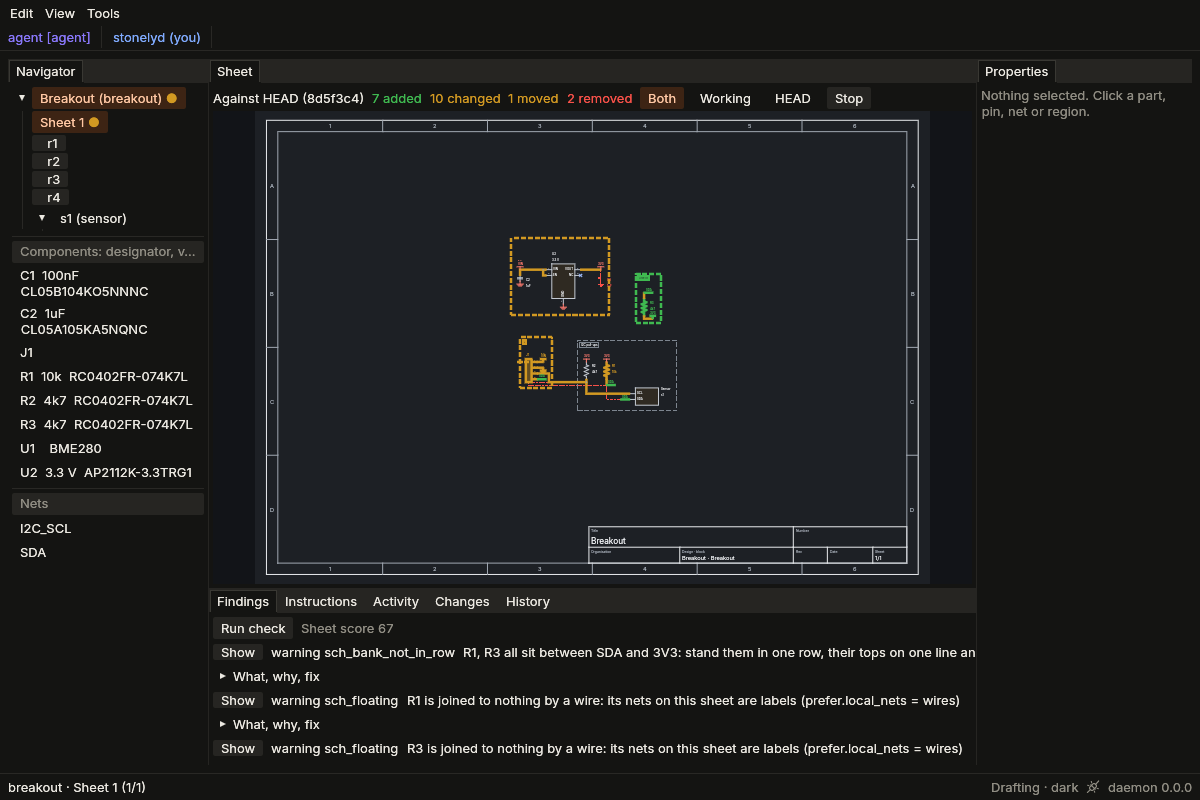 Edit View Tools
agent [agent] stonelyd (you)
Navigator
Sheet
Properties
Breakout (breakout)
Sheet 1
r1
r2
r3
r4
s1 (sensor)
Components: designator, v...
C1 100nF
CL05B104KO5NNNC
C2 1uF
CL05A105KA5NQNC
J1
R1 10k RC0402FR-074K7L
R2 4k7 RC0402FR-074K7L
R3 4k7 RC0402FR-074K7L
U1 BME280
U2 3.3 V AP2112K-3.3TRG1
Nets
I2C_SCL
SDA
Against HEAD (8d5f3c4) 7 added 10 changed 1 moved 2 removed Both Working HEAD Stop
1 2 3 4 5 6
A A
B B
C C
D D
Title
Breakout
Number
Organisation
Design · block
Breakout · Breakout
Rev
Date
Sheet
1/1
1 2 3 4 5 6
Nothing selected. Click a part,
pin, net or region.
Findings Instructions Activity Changes History
Run check Sheet score 67
Show warning sch_bank_not_in_row R1, R3 all sit between SDA and 3V3: stand them in one row, their tops on one line an
What, why, fix
Show warning sch_floating R1 is joined to nothing by a wire: its nets on this sheet are labels (prefer.local_nets = wires)
What, why, fix
Show warning sch_floating R3 is joined to nothing by a wire: its nets on this sheet are labels (prefer.local_nets = wires)
breakout · Sheet 1 (1/1)
Drafting · dark daemon 0.0.0